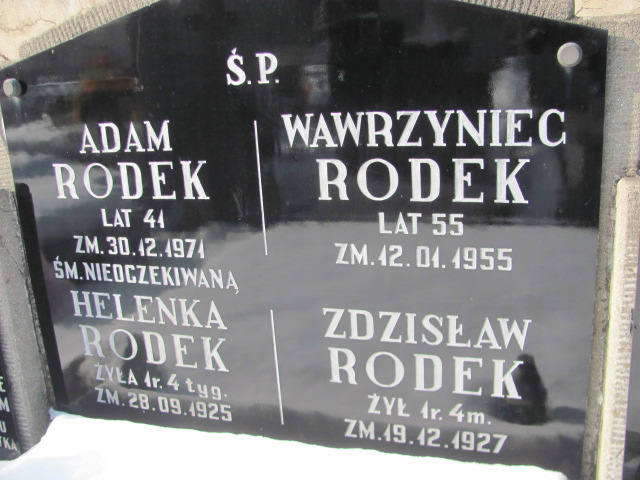 Ś.P.
ADAM
RODEK
LAT 41
ZM. 30.12.1971
ŚM. NIEOCZEKIWANĄ
HELENKA
RODEK
ŻYŁA 1r. 4 tyg.
ZM. 28.09.1925
WAWRZYNIEC
RODEK
LAT 55
ZM. 12.01.1955
ZDZISŁAW
RODEK
ŻYŁ 1r. 4m.
ZM. 19.12.1927